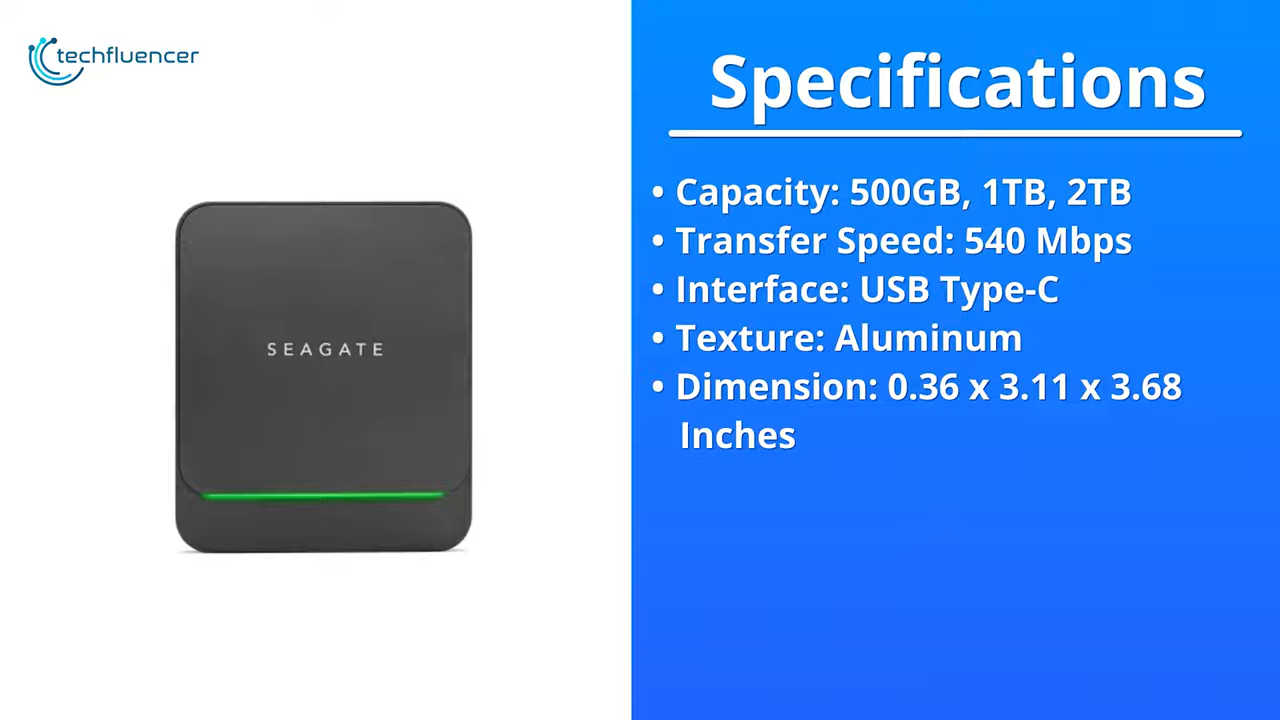 techfluencer
SEAGATE
Specifications
• Capacity: 500GB, 1TB, 2TB
• Transfer Speed: 540 Mbps
• Interface: USB Type-C
• Texture: Aluminum
• Dimension: 0.36 x 3.11 x 3.68
Inches